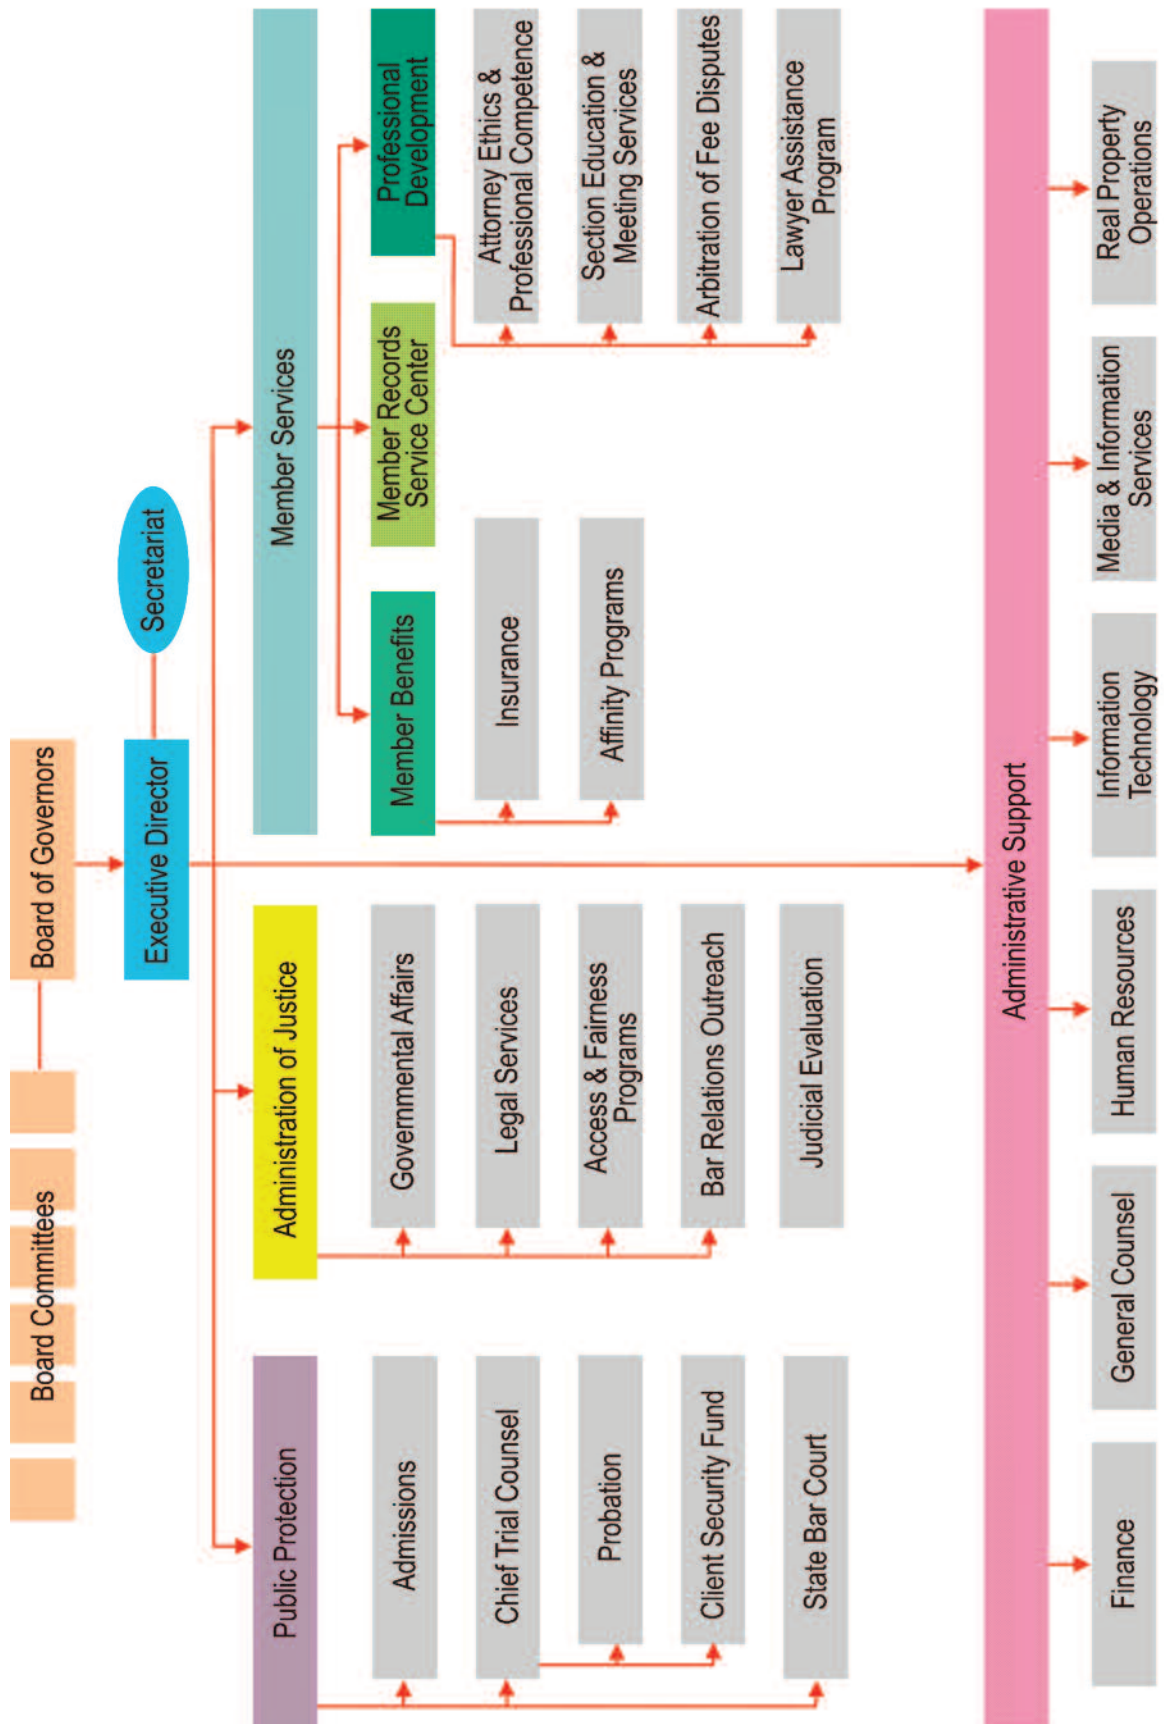 Board Committees
Board of Governors
Executive Director
Secretariat
Public Protection
Admissions
Chief Trial Counsel
Probation
Client Security Fund
State Bar Court
Administration of Justice
Governmental Affairs
Legal Services
Access & Fairness
Programs
Bar Relations Outreach
Judicial Evaluation
Member Services
Member Benefits
Insurance
Affinity Programs
Member Records
Service Center
Professional
Development
Attorney Ethics &
Professional Competence
Section Education &
Meeting Services
Arbitration of Fee Disputes
Lawyer Assistance
Program
Administrative Support
Finance
General Counsel
Human Resources
Information
Technology
Media & Information
Services
Real Property
Operations